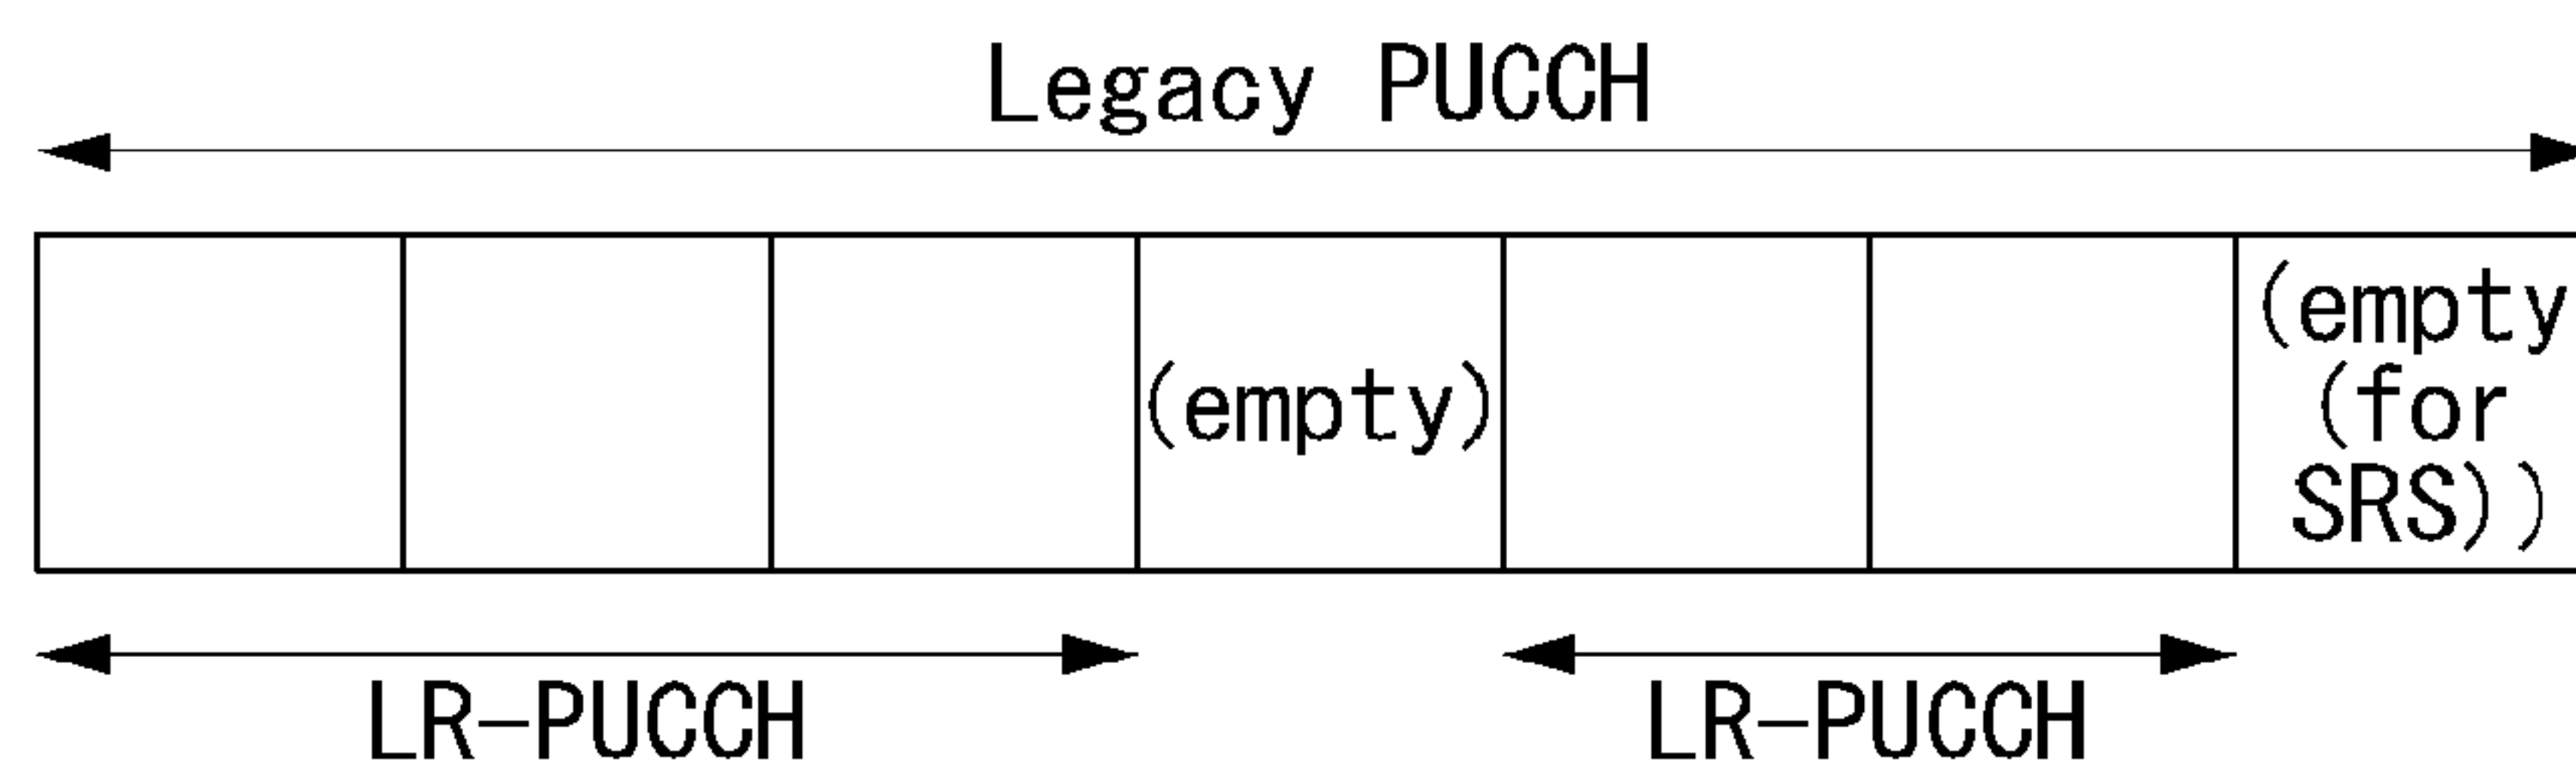 Legacy PUCCH
(empty)
(empty
(for
SRS))
LR-PUCCH
LR-PUCCH